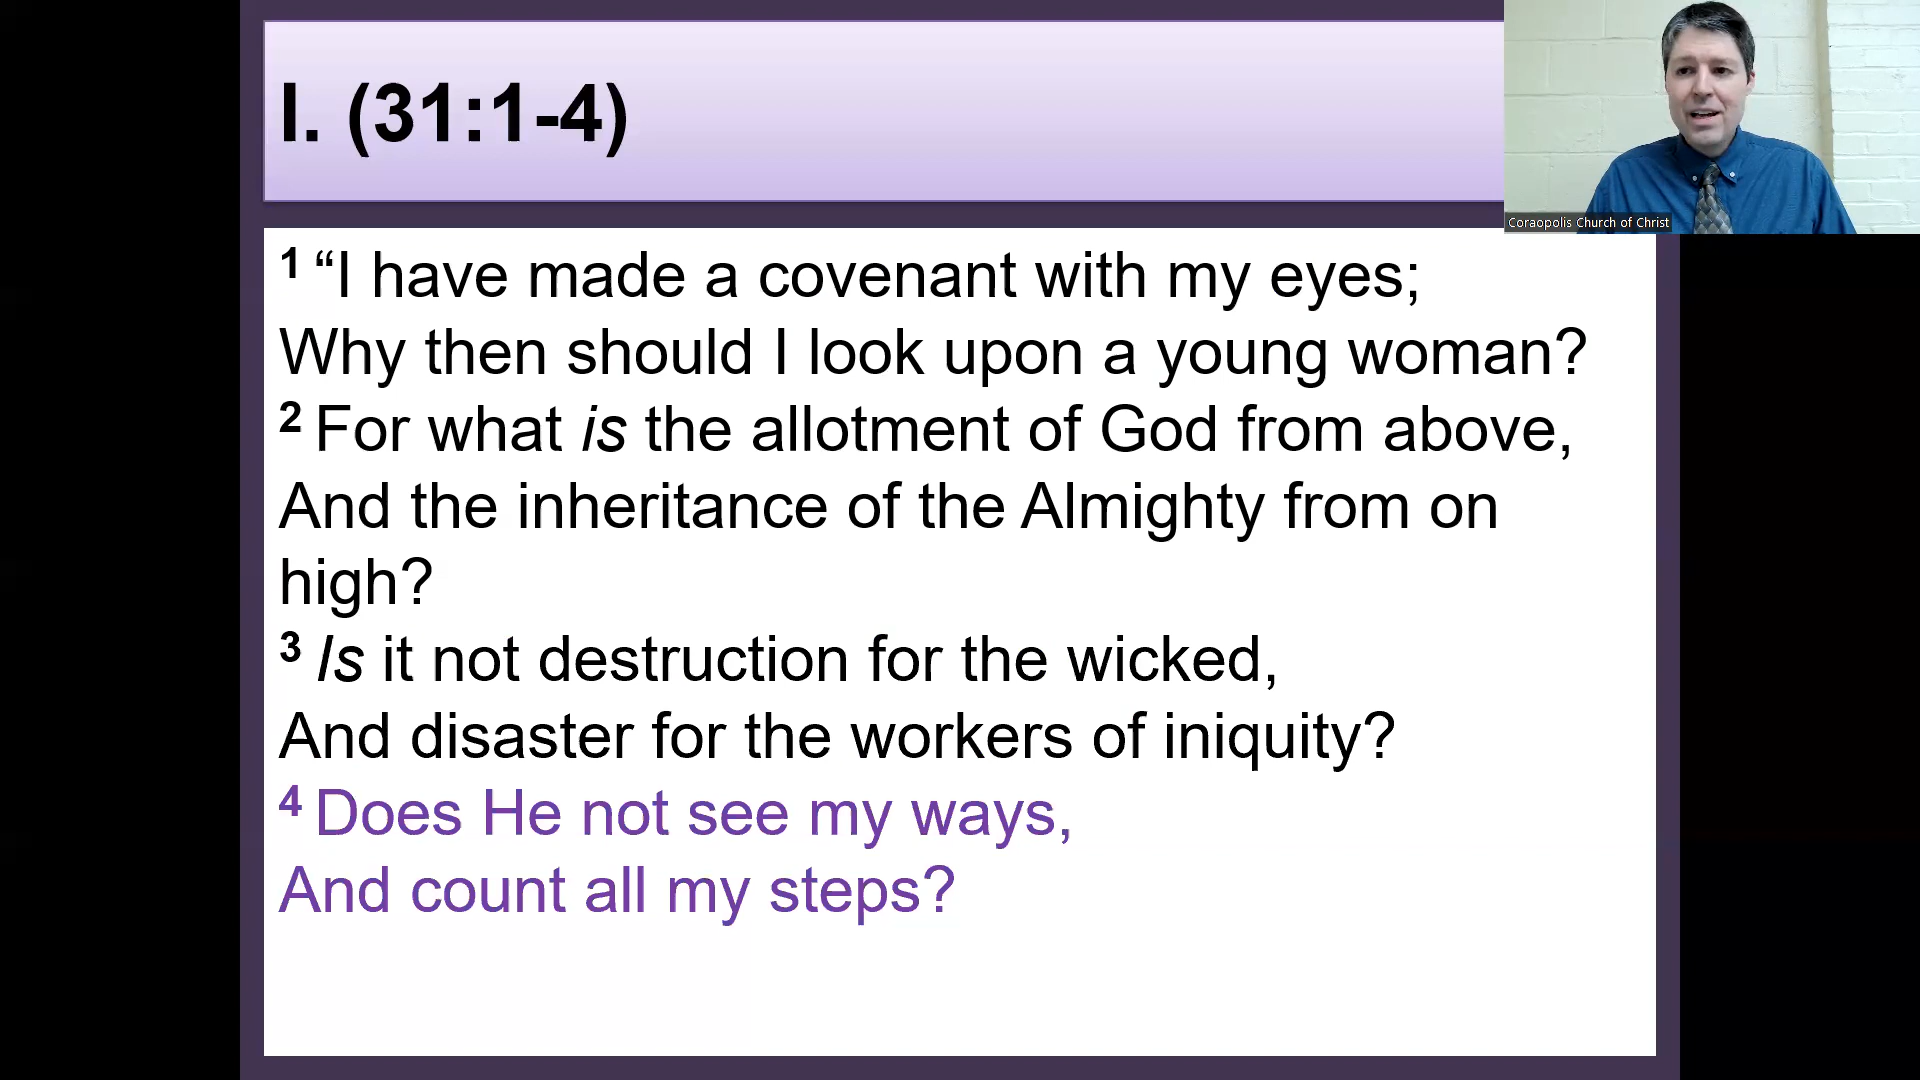 I. (31:1-4)
Coraopolis Church of Christ
1 “I have made a covenant with my eyes;
Why then should I look upon a young woman?
2 For what is the allotment of God from above,
And the inheritance of the Almighty from on
high?
3 Is it not destruction for the wicked,
And disaster for the workers of iniquity?
4 Does He not see my ways,
And count all my steps?